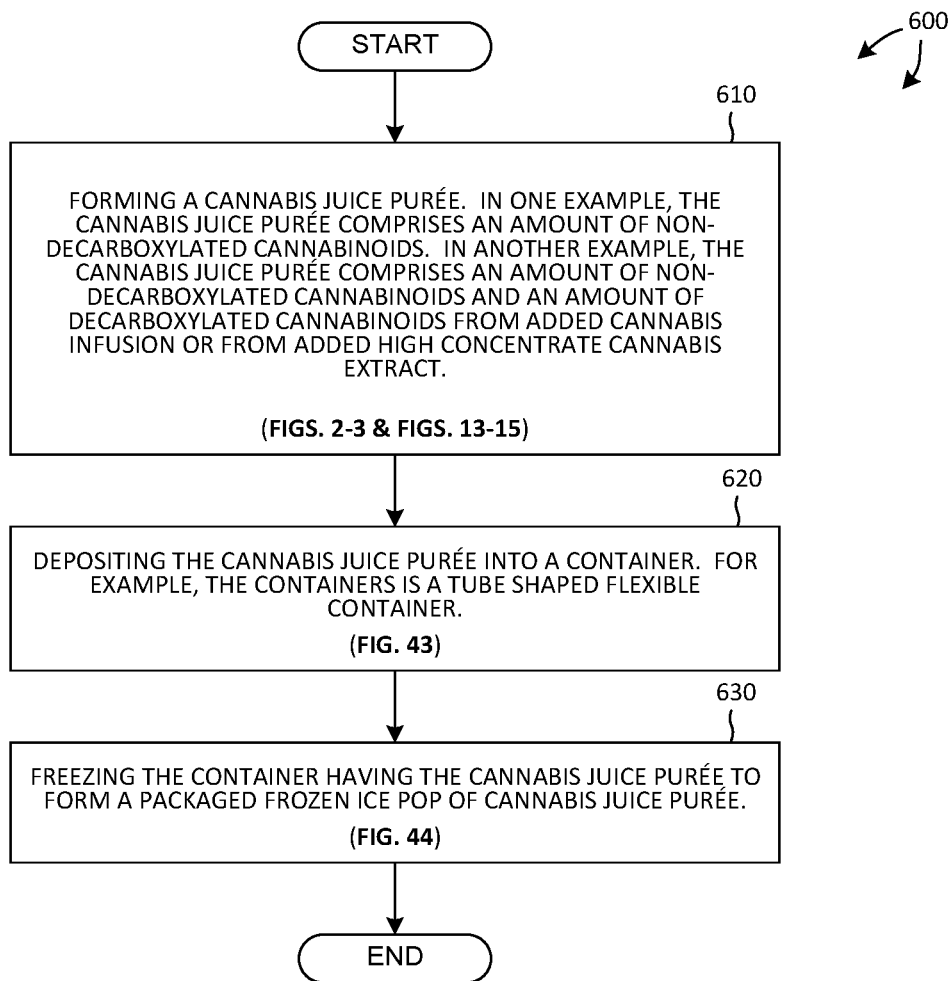 START
600
610
FORMING A CANNABIS JUICE PURÉE. IN ONE EXAMPLE, THE
CANNABIS JUICE PURÉE COMPRISES AN AMOUNT OF NON-
DECARBOXYLATED CANNABINOIDS. IN ANOTHER EXAMPLE, THE
CANNABIS JUICE PURÉE COMPRISES AN AMOUNT OF NON-
DECARBOXYLATED CANNABINOIDS AND AN AMOUNT OF
DECARBOXYLATED CANNABINOIDS FROM ADDED CANNABIS
INFUSION OR FROM ADDED HIGH CONCENTRATE CANNABIS
EXTRACT.
(FIGS. 2-3 & FIGS. 13-15)
620
DEPOSITING THE CANNABIS JUICE PURÉE INTO A CONTAINER. FOR
EXAMPLE, THE CONTAINERS IS A TUBE SHAPED FLEXIBLE
CONTAINER.
(FIG. 43)
630
FREEZING THE CONTAINER HAVING THE CANNABIS JUICE PURÉE TO
FORM A PACKAGED FROZEN ICE POP OF CANNABIS JUICE PURÉE.
(FIG. 44)
END